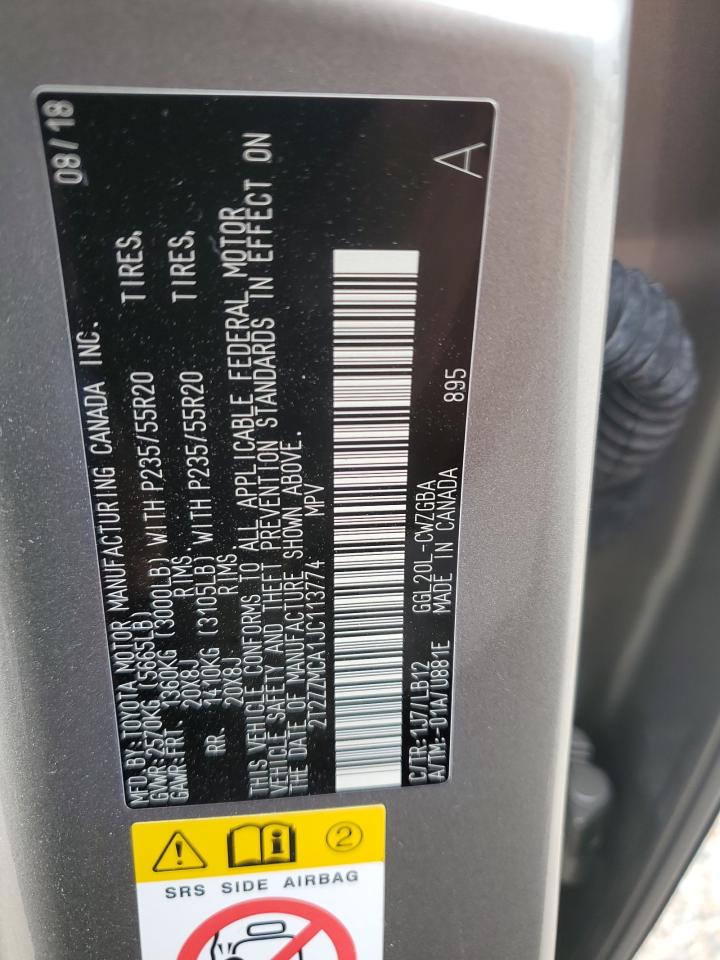 MFD.BY:TOYOTA MOTOR MANUFACTURING CANADA INC. 08/18
GVWR:2570KG (5665LB)
GAWR:FRT. 1360KG (3000LB) WITH P235/55R20 TIRES.
20X8J RIMS.
RR. 1410KG (3105LB) WITH P235/55R20 TIRES.
20X8J RIMS.
THIS VEHICLE CONFORMS TO ALL APPLICABLE FEDERAL MOTOR
VEHICLE SAFETY AND THEFT PREVENTION STANDARDS IN EFFECT ON
THE DATE OF MANUFACTURE SHOWN ABOVE.
2T2ZZMCA1JC113774 MPV
C/TR:1J7/LB12 GGL20L-CWZGBA
A/TM:-01A/U881E MADE IN CANADA 895 A
2
SRS SIDE AIRBAG